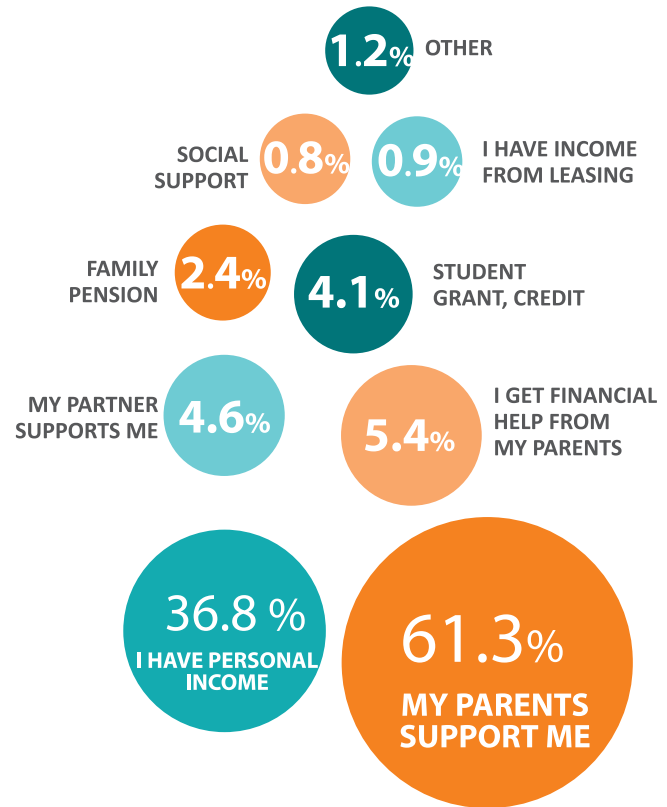 1.2%
OTHER
SOCIAL
SUPPORT
0.8%
0.9%
I HAVE INCOME
FROM LEASING
FAMILY
PENSION
2.4%
4.1%
STUDENT
GRANT, CREDIT
MY PARTNER
SUPPORTS ME
4.6%
5.4%
I GET FINANCIAL
HELP FROM
MY PARENTS
36.8 %
I HAVE PERSONAL
INCOME
61.3%
MY PARENTS
SUPPORT ME